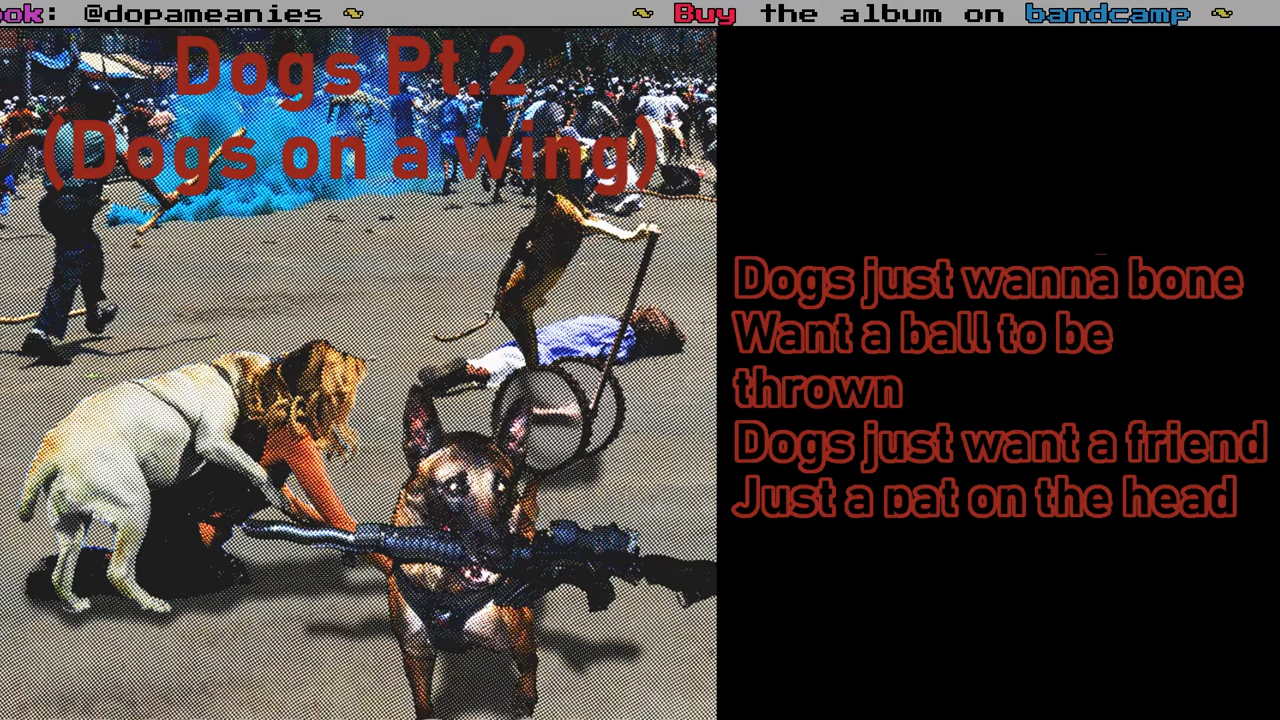 ook: @dopameanies ~ ~ Buy the album on bandcamp ~
Dogs Pt.2
(Dogs on a wing)
Dogs just wanna bone
Want a ball to be
thrown
Dogs just want a friend
Just a pat on the head